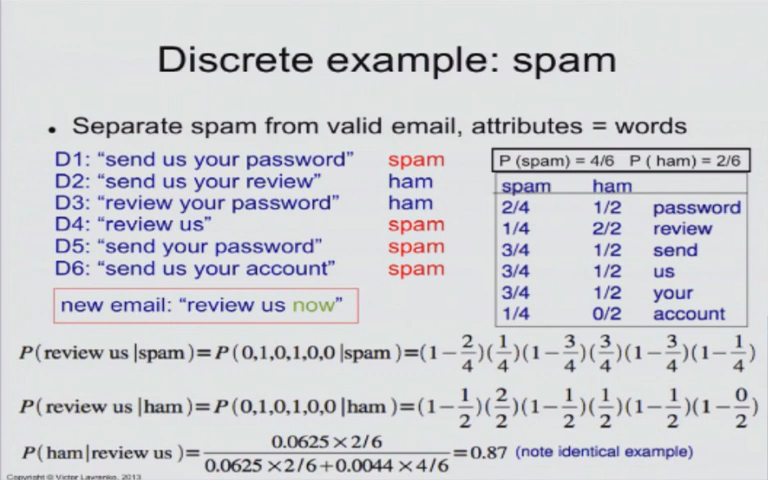 Discrete example: spam
• Separate spam from valid email, attributes = words
D1: “send us your password” spam
D2: “send us your review” ham
D3: “review your password” ham
D4: “review us” spam
D5: “send your password” spam
D6: “send us your account” spam
new email: “review us now”
P (spam) = 4/6 P ( ham) = 2/6
spam ham
2/4 1/2 password
1/4 2/2 review
3/4 1/2 send
3/4 1/2 us
3/4 1/2 your
1/4 0/2 account
P(review us|spam)=P(0,1,0,1,0,0|spam)=(1−2/4)(1/4)(1−3/4)(3/4)(1−3/4)(1−1/4)
P(review us|ham)=P(0,1,0,1,0,0|ham)=(1−1/2)(2/2)(1−1/2)(1/2)(1−1/2)(1−0/2)
P(ham|review us)= 0.0625×2/6 / 0.0625×2/6+0.0044×4/6 =0.87 (note identical example)
Copyright © Victor Lavrenko, 2013